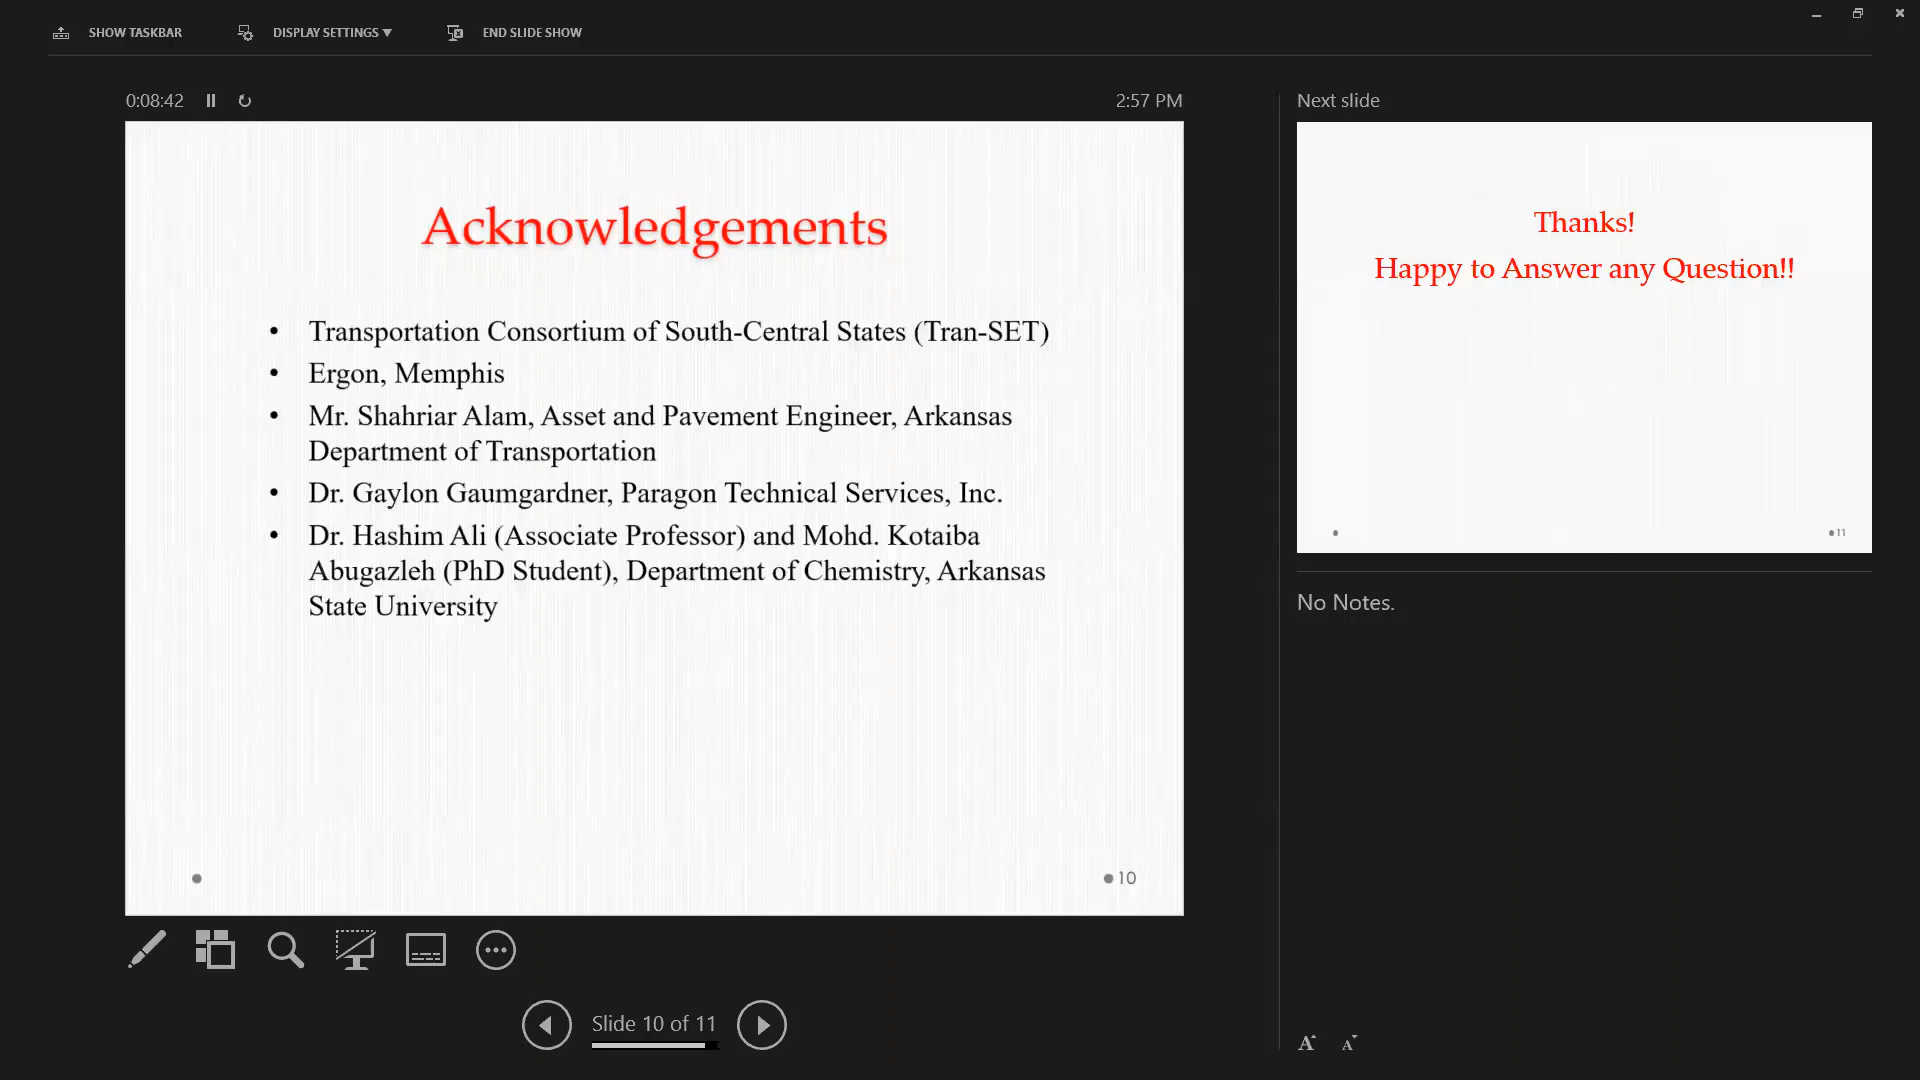 SHOW TASKBAR
DISPLAY SETTINGS ▼
END SLIDE SHOW
0:08:42
2:57 PM
Acknowledgements
• Transportation Consortium of South-Central States (Tran-SET)
• Ergon, Memphis
• Mr. Shahriar Alam, Asset and Pavement Engineer, Arkansas
Department of Transportation
• Dr. Gaylon Gaumgardner, Paragon Technical Services, Inc.
• Dr. Hashim Ali (Associate Professor) and Mohd. Kotaiba
Abugazleh (PhD Student), Department of Chemistry, Arkansas
State University
10
Slide 10 of 11
Next slide
Thanks!
Happy to Answer any Question!!
11
No Notes.
A A